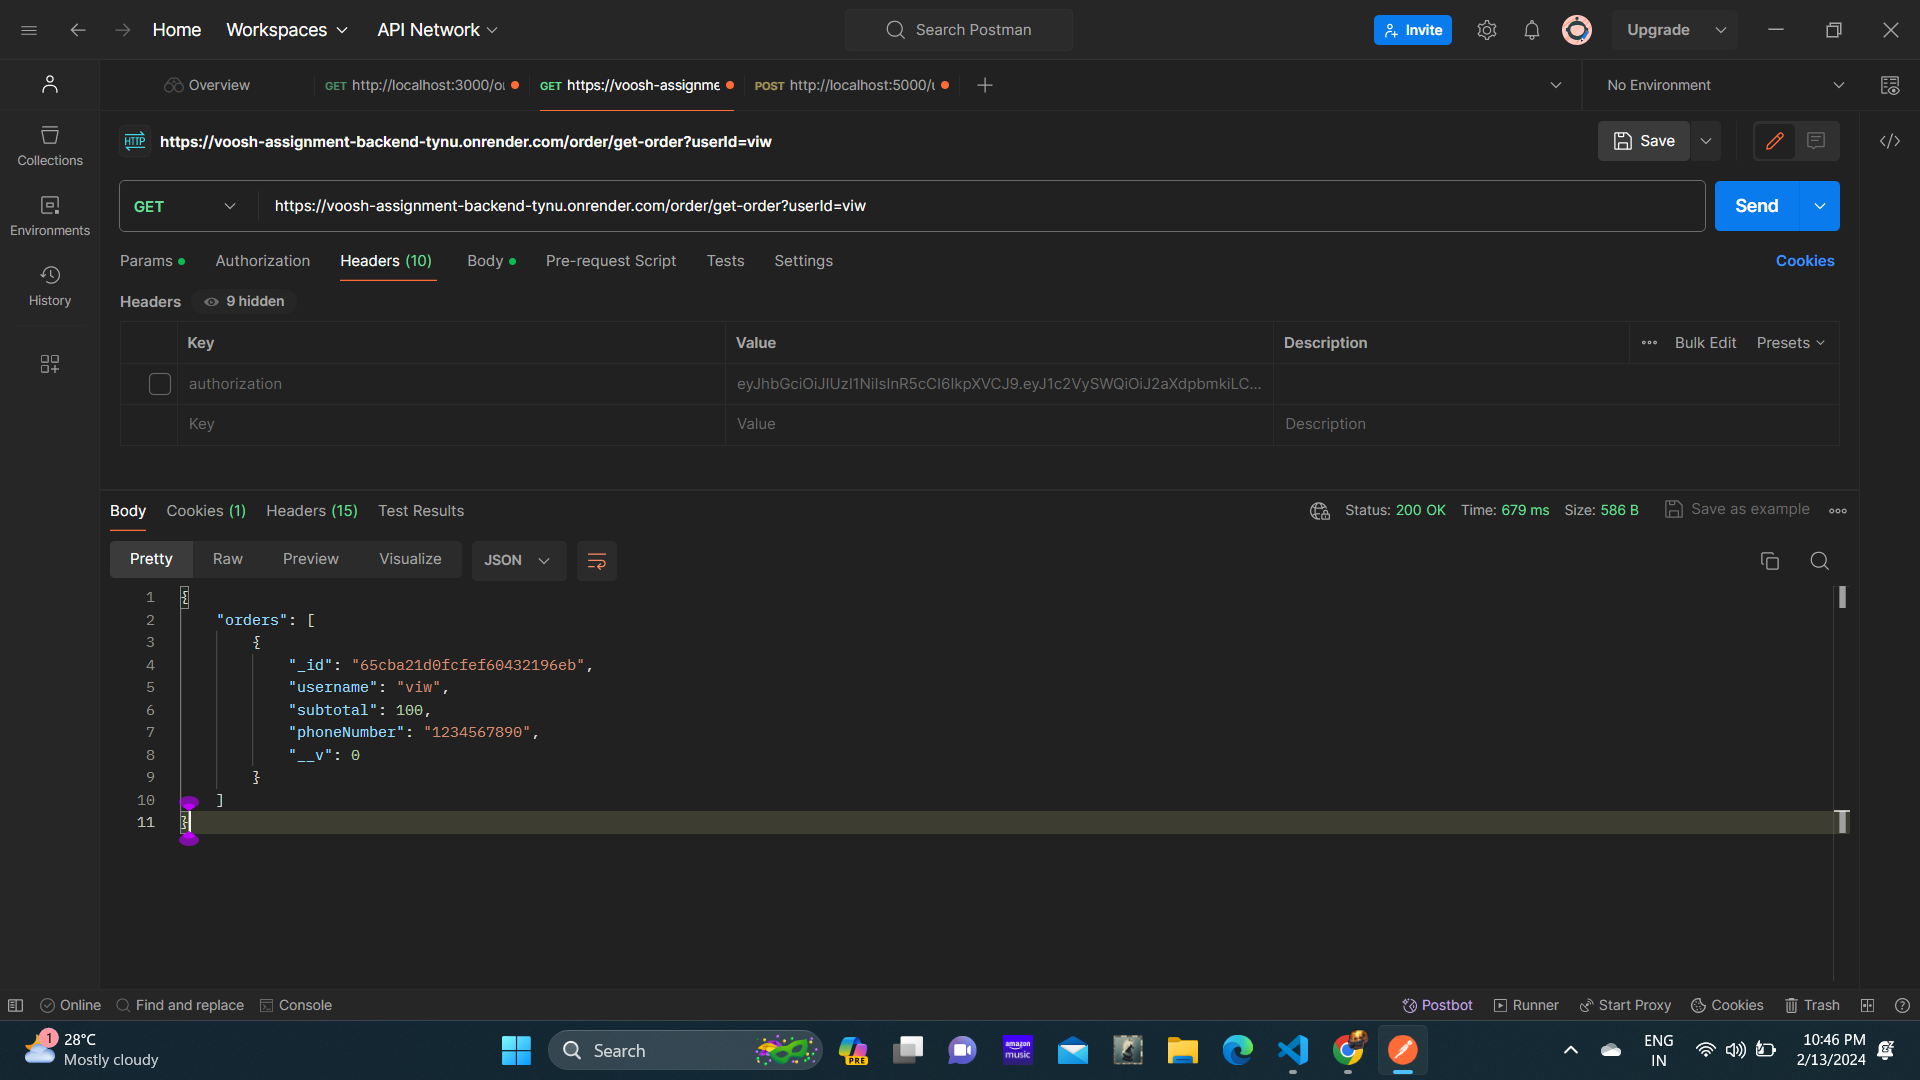 Home Workspaces API Network Search Postman Invite Upgrade
Overview GET http://localhost:3000/o GET https://voosh-assignme POST http://localhost:5000/ No Environment
HTTP https://voosh-assignment-backend-tynu.onrender.com/order/get-order?userId=viw Save
Collections
GET https://voosh-assignment-backend-tynu.onrender.com/order/get-order?userId=viw Send
Environments
Params Authorization Headers (10) Body Pre-request Script Tests Settings Cookies
History
Headers 9 hidden
Key Value Description Bulk Edit Presets
authorization
Key Value Description
Body Cookies (1) Headers (15) Test Results Status: 200 OK Time: 679 ms Size: 586 B Save as example
Pretty Raw Preview Visualize JSON
1 {
2 "orders": [
3 {
4 "_id": "65cba21d0fcfef60432196eb",
5 "username": "viw",
6 "subtotal": 100,
7 "phoneNumber": "1234567890",
8 "__v": 0
9 }
10 ]
11 }
Online Find and replace Console Postbot Runner Start Proxy Cookies Trash
1 28°C
Mostly cloudy
Search
PRE
amazon
music
ENG
IN
10:46 PM
2/13/2024